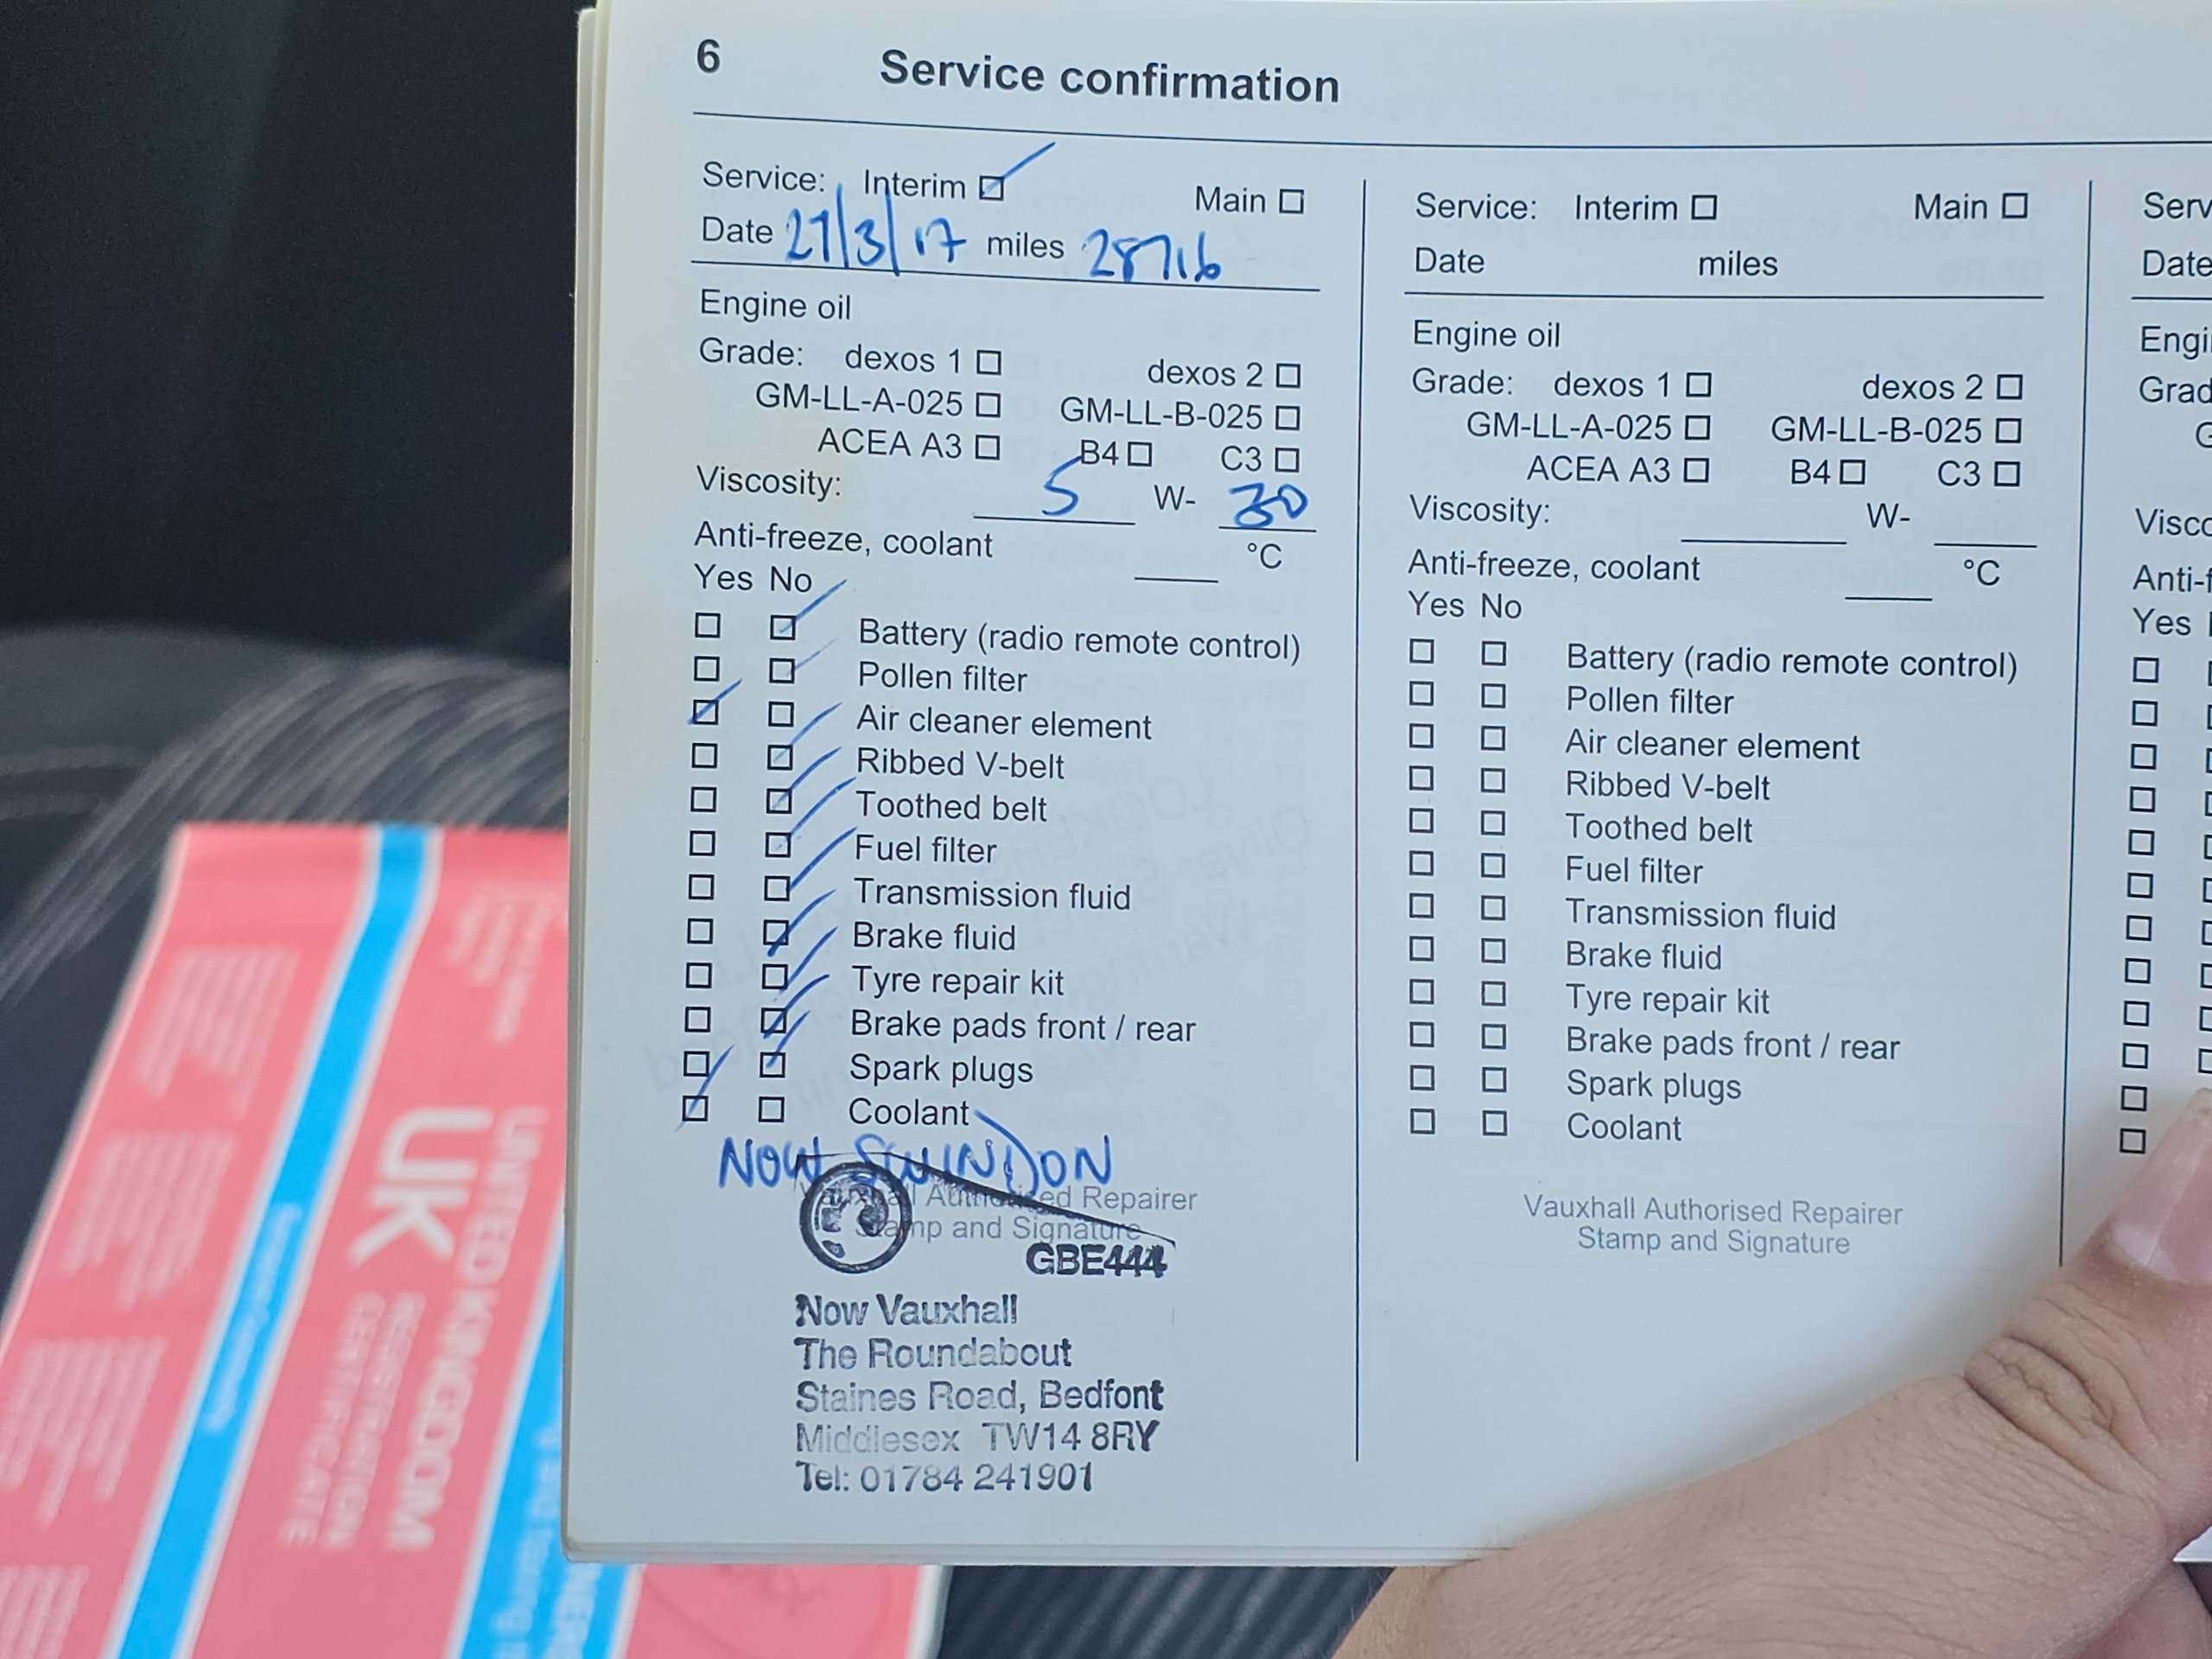 6 Service confirmation
Service: Interim ☑ Main ☐
Date 27/3/17 miles 28716
Engine oil
Grade: dexos 1 ☐ dexos 2 ☐
GM-LL-A-025 ☐ GM-LL-B-025 ☐
ACEA A3 ☐ B4 ☐ C3 ☐
Viscosity: 5 W- 30
Anti-freeze, coolant °C
Yes No
Battery (radio remote control)
Pollen filter
Air cleaner element
Ribbed V-belt
Toothed belt
Fuel filter
Transmission fluid
Brake fluid
Tyre repair kit
Brake pads front / rear
Spark plugs
Coolant
NOW SWINDON
Vauxhall Authorised Repairer
Stamp and Signature
GBE444
Now Vauxhall
The Roundabout
Staines Road, Bedfont
Middlesex TW14 8RY
Tel: 01784 241901
Service: Interim ☐ Main ☐
Date miles
Engine oil
Grade: dexos 1 ☐ dexos 2 ☐
GM-LL-A-025 ☐ GM-LL-B-025 ☐
ACEA A3 ☐ B4 ☐ C3 ☐
Viscosity: W-
Anti-freeze, coolant °C
Yes No
Battery (radio remote control)
Pollen filter
Air cleaner element
Ribbed V-belt
Toothed belt
Fuel filter
Transmission fluid
Brake fluid
Tyre repair kit
Brake pads front / rear
Spark plugs
Coolant
Vauxhall Authorised Repairer
Stamp and Signature
Date
Yes
UNITED KINGDOM
UK
REGISTRATION
CERTIFICATE